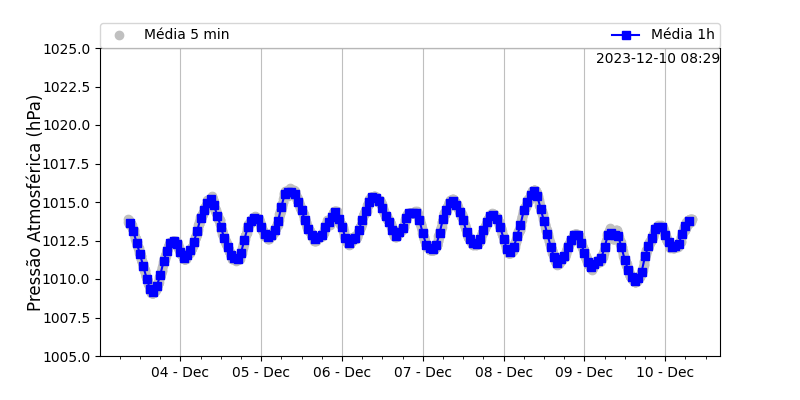 Média 5 min
Média 1h
2023-12-10 08:29
Pressão Atmosférica (hPa)
1025.0
1022.5
1020.0
1017.5
1015.0
1012.5
1010.0
1007.5
1005.0
04 - Dec
05 - Dec
06 - Dec
07 - Dec
08 - Dec
09 - Dec
10 - Dec